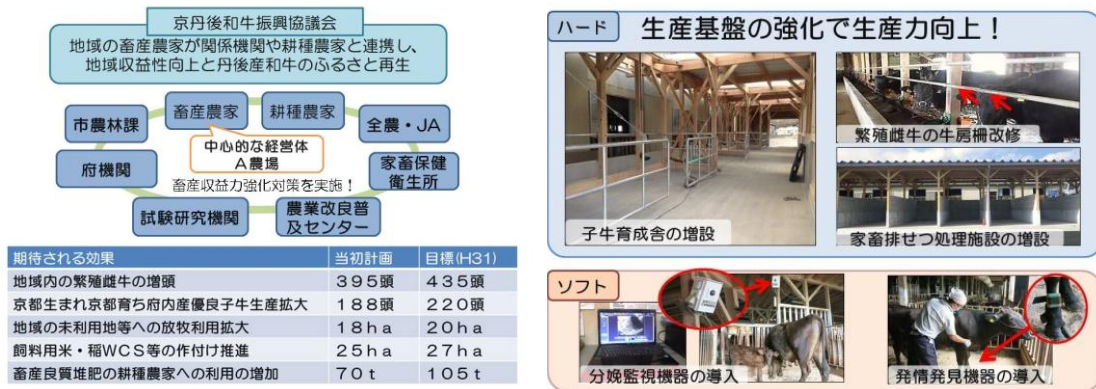 京丹後和牛振興協議会
地域の畜産農家が関係機関や耕種農家と連携し、
地域収益性向上と丹後産和牛のふるさと再生
畜産農家
耕種農家
市農林課
全農・JA
中心的な経営体
A農場
府機関
家畜保健
衛生所
畜産収益力強化対策を実施！
試験研究機関
農業改良普
及センター
期待される効果 当初計画 目標(H31)
地域内の繁殖雌牛の増頭 395頭 435頭
京都生まれ京都育ち府内産優良子牛生産拡大 188頭 220頭
地域の未利用地等への放牧利用拡大 18ha 20ha
飼料用米・稲WCS等の作付け推進 25ha 27ha
畜産良質堆肥の耕種農家への利用の増加 70t 105t
ハード 生産基盤の強化で生産力向上！
繁殖雌牛の牛房柵改修
子牛育成舎の増設
家畜排せつ処理施設の増設
ソフト
分娩監視機器の導入
発情発見機器の導入